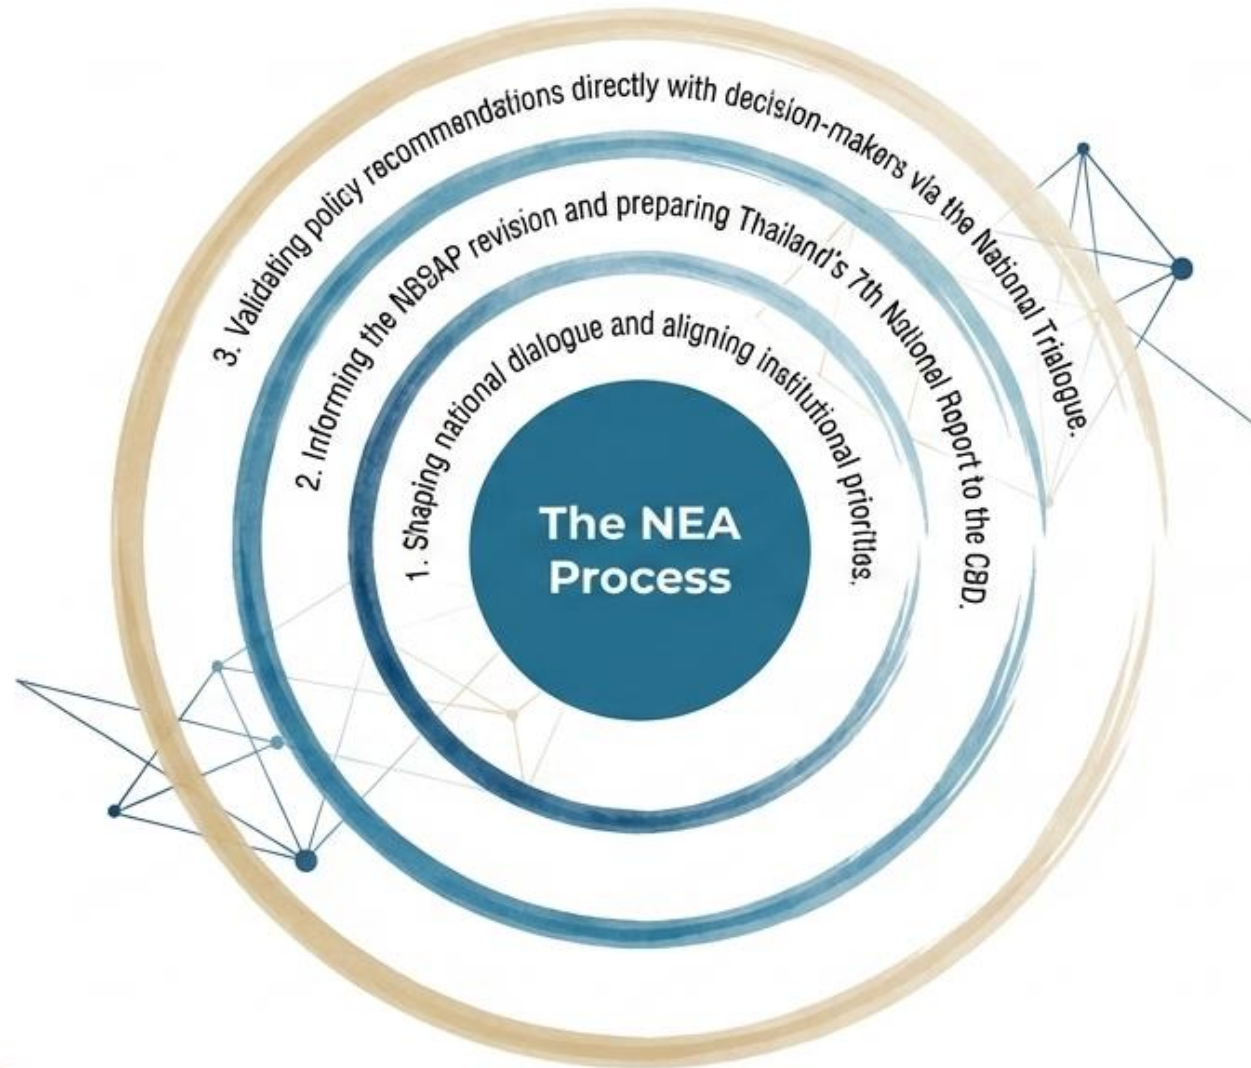 The NEA
Process
1. Shaping national dialogue and aligning institutional priorities.
2. Informing the NBSAP revision and preparing Thailand's 7th National Report to the CBD.
3. Validating policy recommendations directly with decision-makers via the National Trialogue.